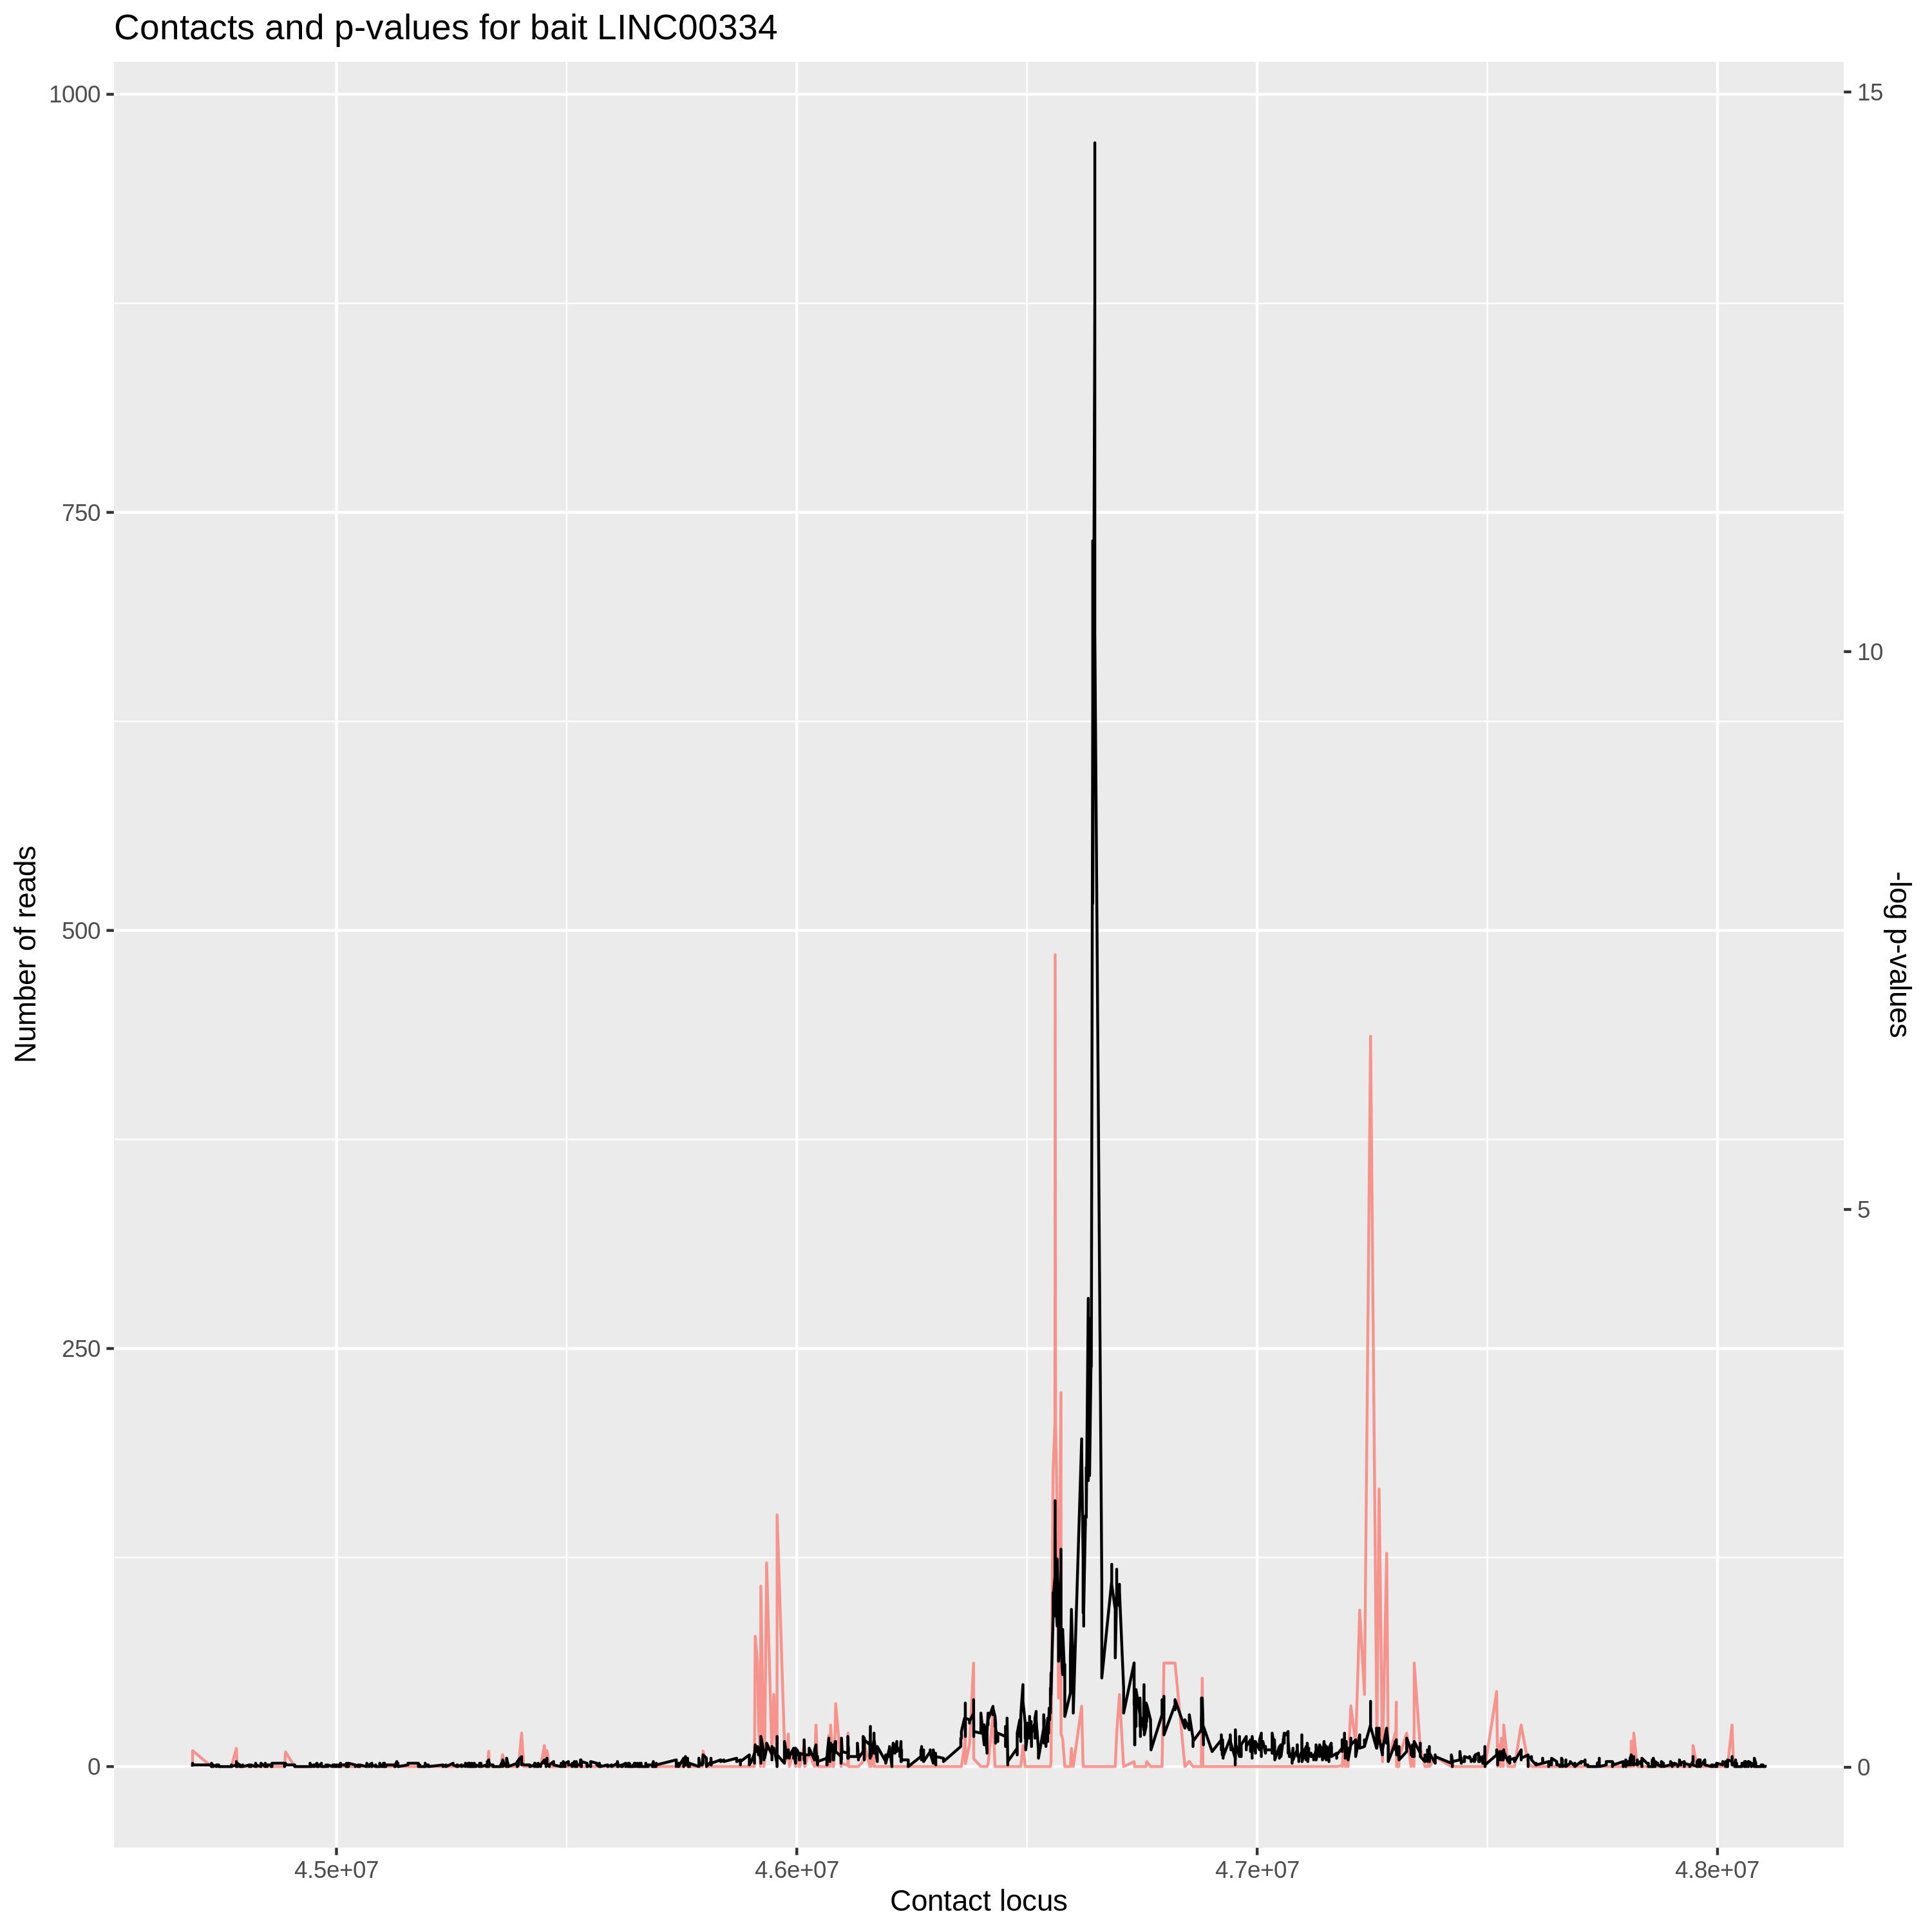 Contacts and p-values for bait LINC00334
1000
750
500
250
0
Number of reads
15
10
5
0
-log p-values
4.5e+07
4.6e+07
4.7e+07
4.8e+07
Contact locus